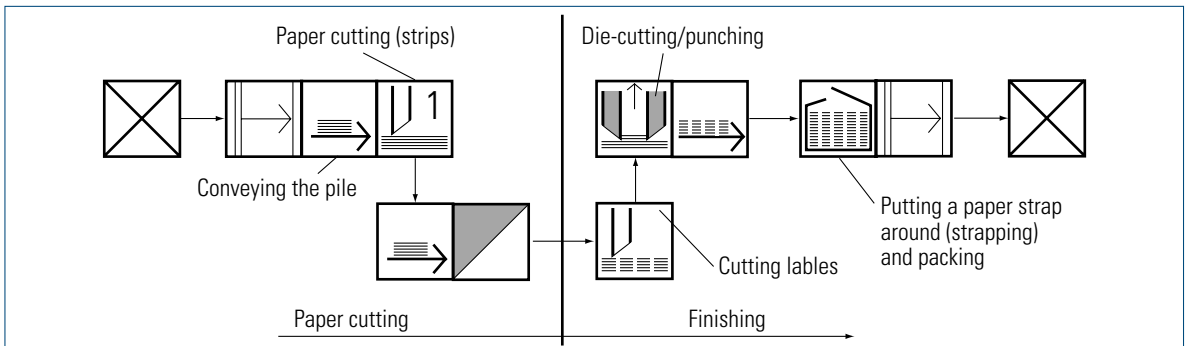 Paper cutting (strips)
Die-cutting/punching
1
Conveying the pile
Putting a paper strap
around (strapping)
and packing
Cutting lables
Paper cutting
Finishing